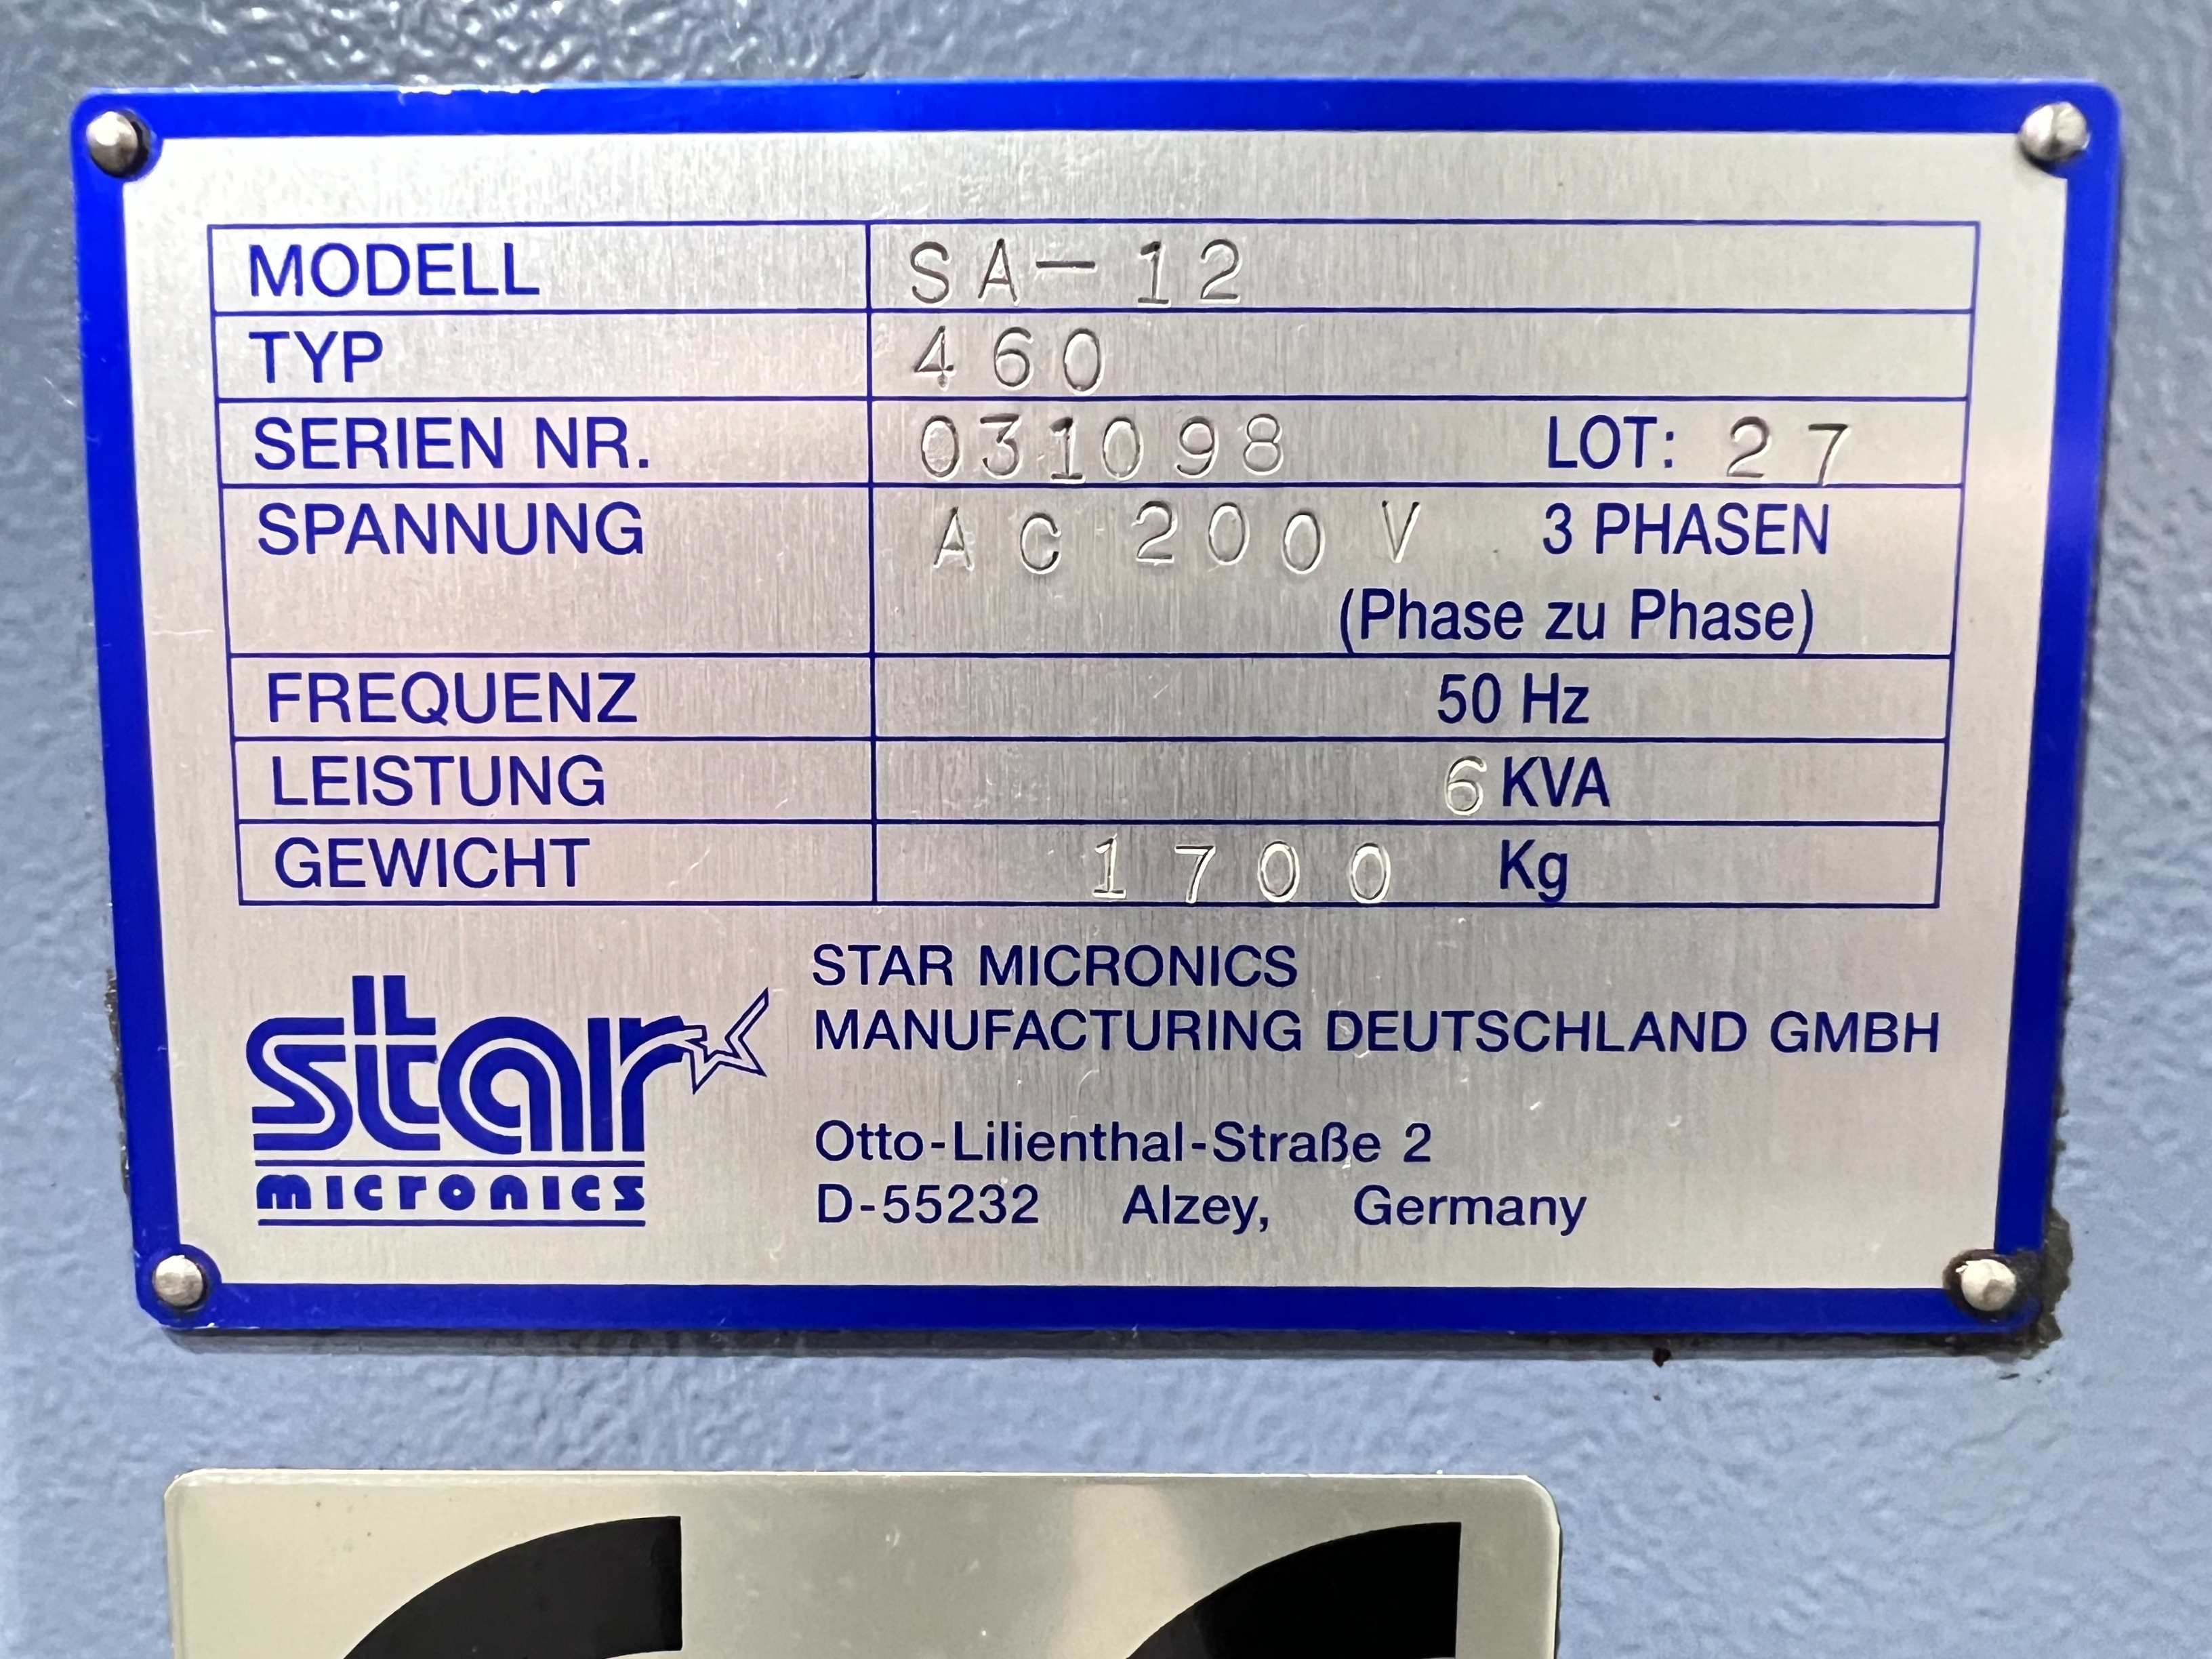 MODELL SA-12
TYP 460
SERIEN NR. 031098 LOT: 27
SPANNUNG AC 200 V 3 PHASEN
(Phase zu Phase)
FREQUENZ 50 Hz
LEISTUNG 6 KVA
GEWICHT 1700 Kg
star
micronics
STAR MICRONICS
MANUFACTURING DEUTSCHLAND GMBH
Otto-Lilienthal-Straße 2
D-55232 Alzey, Germany